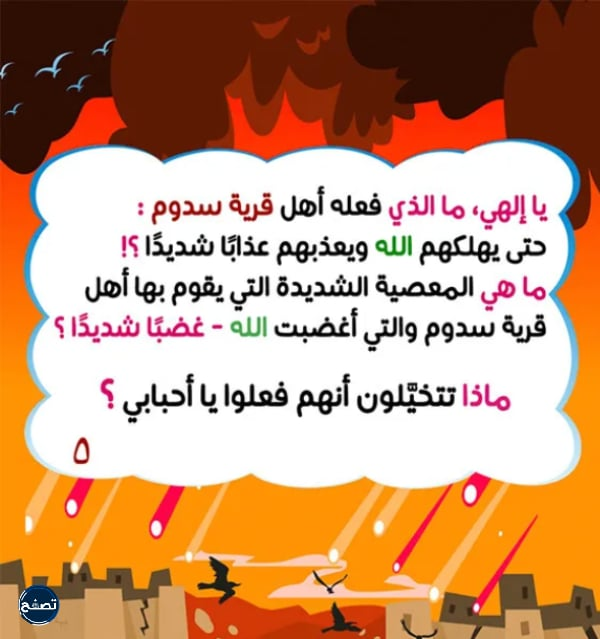 يا إلهي، ما الذي فعله أهل قرية سدوم :
حتى يهلكهم الله ويعذبهم عذابًا شديدًا ؟!
ما هي المعصية الشديدة التي يقوم بها أهل
قرية سدوم والتي أغضبت الله - غضبًا شديدًا ؟
ماذا تتخيَّلون أنهم فعلوا يا أحبابي ؟
٥
تصفح